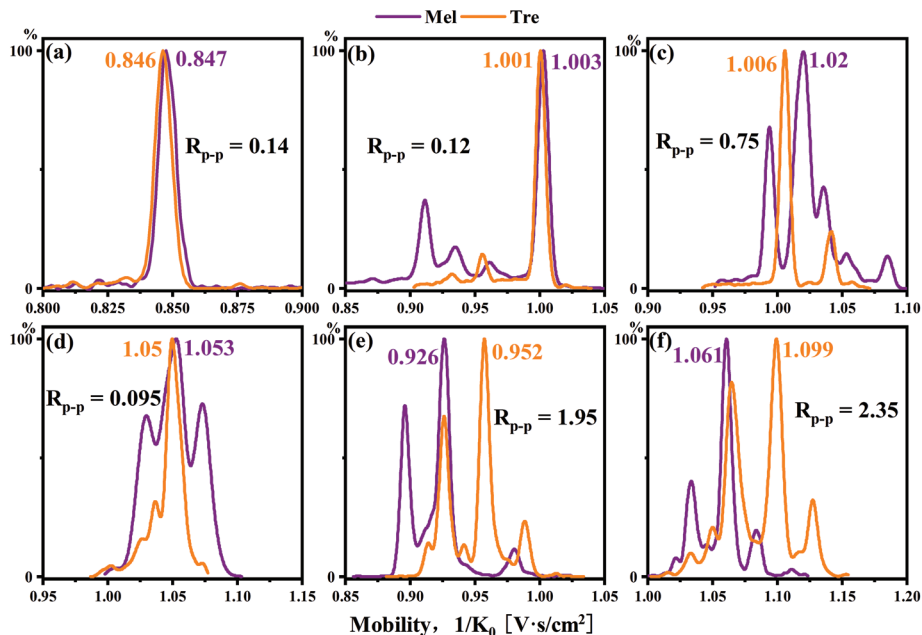 Mel Tre
%
100
0
(a)
0.846
0.847
Rp-p = 0.14
0.800 0.825 0.850 0.875 0.900
%
100
0
(b)
1.001
1.003
Rp-p = 0.12
0.85 0.90 0.95 1.00 1.05
%
100
0
(c)
1.006
1.02
Rp-p = 0.75
0.95 1.00 1.05 1.10
%
100
0
(d)
1.05
1.053
Rp-p = 0.095
0.95 1.00 1.05 1.10 1.15
%
100
0
(e)
0.926
0.952
Rp-p = 1.95
0.85 0.90 0.95 1.00 1.05
%
100
0
(f)
1.061
1.099
Rp-p = 2.35
1.00 1.05 1.10 1.15 1.20
Mobility, 1/K0 [V·s/cm²]